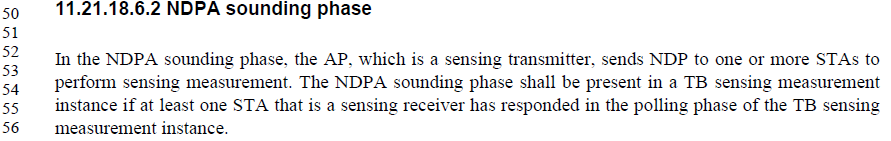 50 11.21.18.6.2 NDPA sounding phase
51
52 In the NDPA sounding phase, the AP, which is a sensing transmitter, sends NDP to one or more STAs to
53 perform sensing measurement. The NDPA sounding phase shall be present in a TB sensing measurement
54
55 instance if at least one STA that is a sensing receiver has responded in the polling phase of the TB sensing
56 measurement instance.